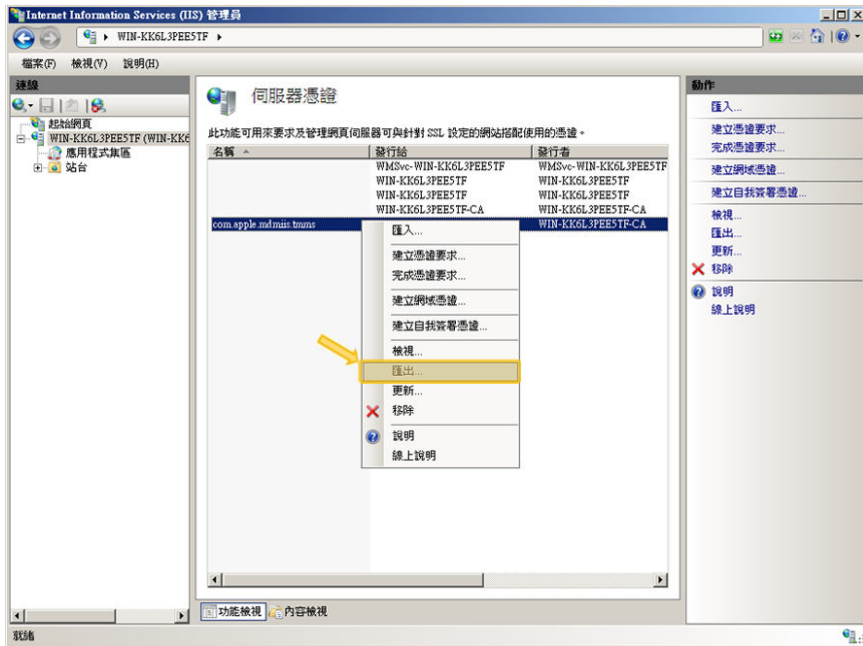 Internet Information Services (IIS) 管理員
WIN-KK6L3PEE5TF
檔案(F) 檢視(V) 說明(H)
連線
起始網頁
WIN-KK6L3PEE5TF (WIN-KK6
應用程式集區
站台
伺服器憑證
此功能可用來要求及管理網頁伺服器可與針對 SSL 設定的網站搭配使用的憑證。
名稱 發行給 發行者
WMSvc-WIN-KK6L3PEE5TF WMSvc-WIN-KK6L3PEE5TF
WIN-KK6L3PEE5TF WIN-KK6L3PEE5TF
WIN-KK6L3PEE5TF WIN-KK6L3PEE5TF
WIN-KK6L3PEE5TF-CA WIN-KK6L3PEE5TF-CA
com.apple.mdmiis.tmms WIN-KK6L3PEE5TF-CA
匯入...
建立憑證要求...
完成憑證要求...
建立網域憑證...
建立自我簽署憑證...
檢視...
匯出...
更新...
移除
說明
線上說明
功能檢視 內容檢視
動作
匯入...
建立憑證要求...
完成憑證要求...
建立網域憑證...
建立自我簽署憑證...
檢視...
匯出...
更新...
移除
說明
線上說明
就緒